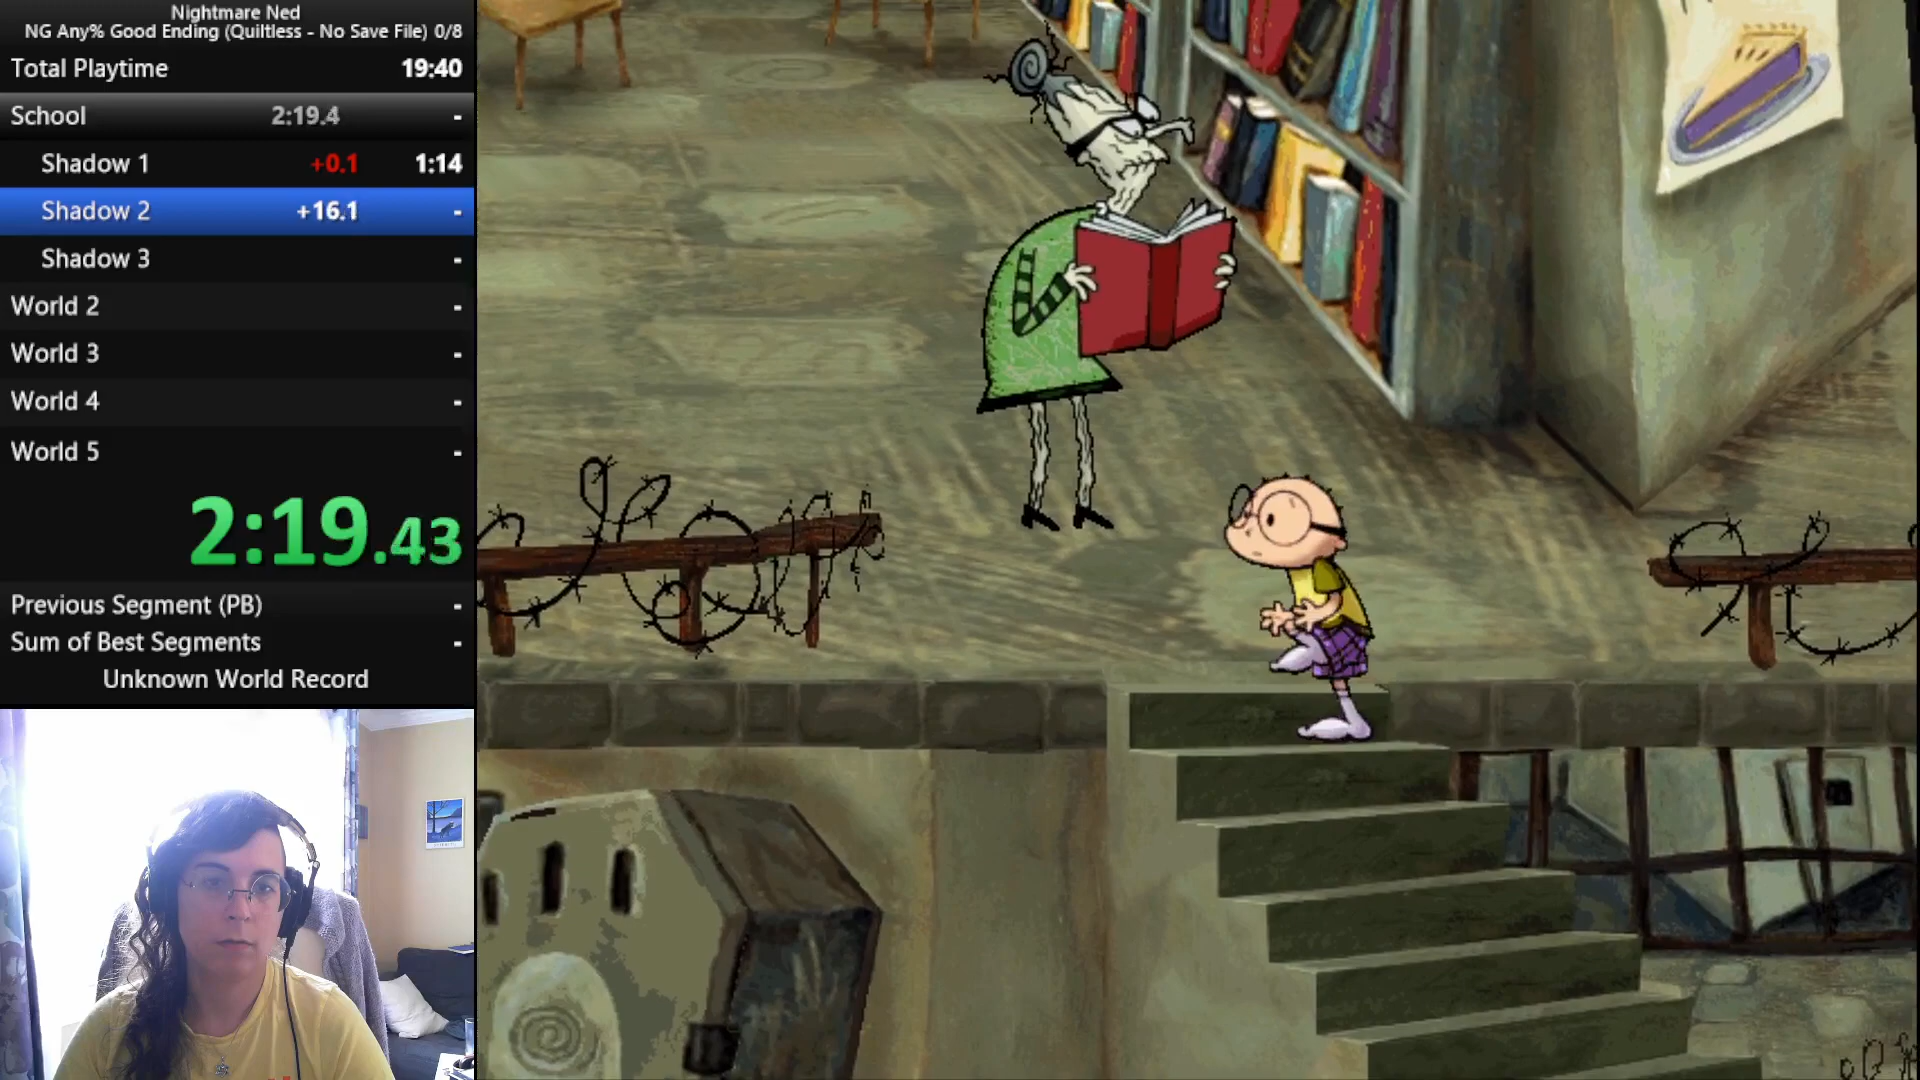 Nightmare Ned
NG Any% Good Ending (Quiltless - No Save File) 0/8
Total Playtime 19:40
School 2:19.4 -
Shadow 1 +0.1 1:14
Shadow 2 +16.1 -
Shadow 3 -
World 2 -
World 3 -
World 4 -
World 5 -
2:19.43
Previous Segment (PB) -
Sum of Best Segments -
Unknown World Record